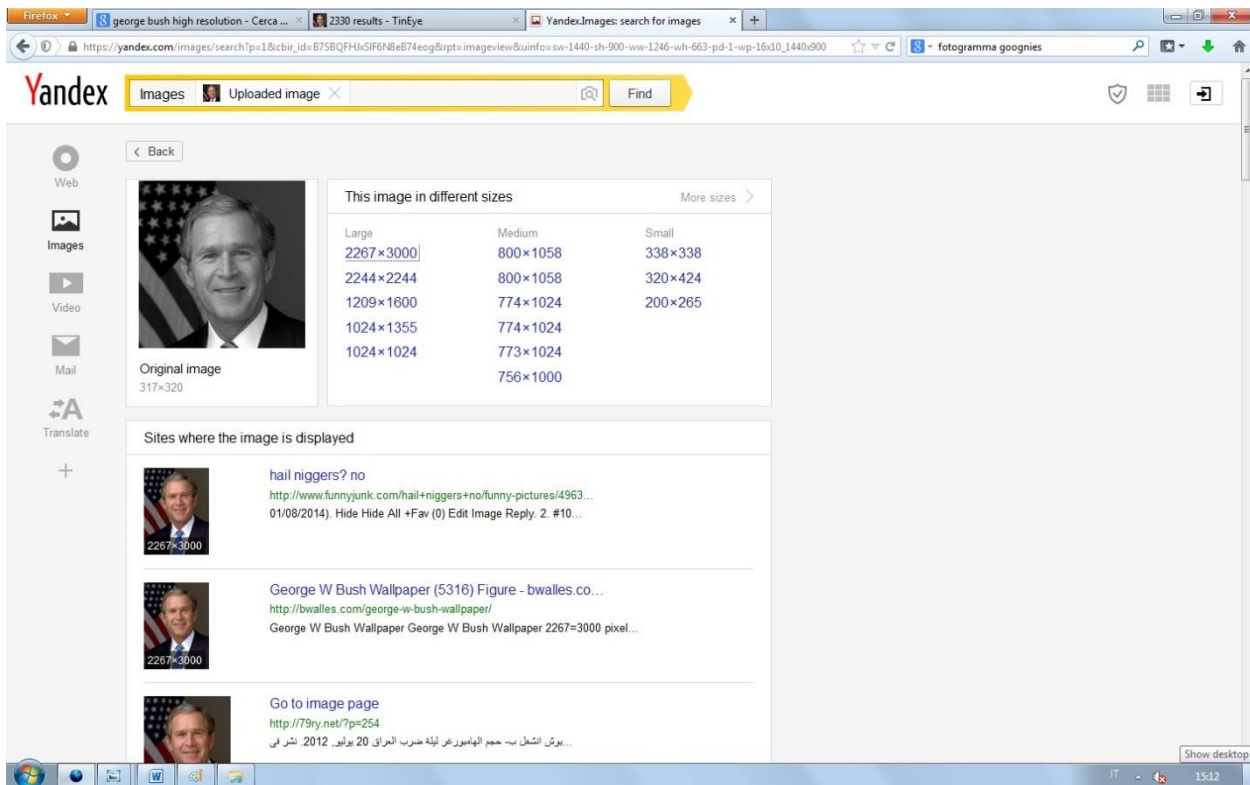 Firefox
george bush high resolution - Cerca ...
2330 results - TinEye
Yandex.Images: search for images
https://yandex.com/images/search?p=1&cbir_id=B7SBQFHJxSIF6N8eB74eog&rpt=imageview&uinfo=sw-1440-sh-900-ww-1246-wh-663-pd-1-wp-16x10_1440x900
fotogramma goognies
Yandex
Images
Uploaded image
Find
< Back
Web
Images
Video
Mail
Translate
Original image
317×320
This image in different sizes
More sizes >
Large Medium Small
2267×3000 800×1058 338×338
2244×2244 800×1058 320×424
1209×1600 774×1024 200×265
1024×1355 774×1024
1024×1024 773×1024
756×1000
Sites where the image is displayed
2267×3000
hail niggers? no
http://www.funnyjunk.com/hail+niggers+no/funny-pictures/4963...
01/08/2014). Hide Hide All +Fav (0) Edit Image Reply. 2. #10...
2267×3000
George W Bush Wallpaper (5316) Figure - bwalles.co...
http://bwalles.com/george-w-bush-wallpaper/
George W Bush Wallpaper George W Bush Wallpaper 2267=3000 pixel...
Go to image page
http://79ry.net/?p=254
بوش انشغل ب- حجم الهامبورغر ليلة ضرب العراق 20 يوليو, 2012. نشر في...
Show desktop
IT
15:12